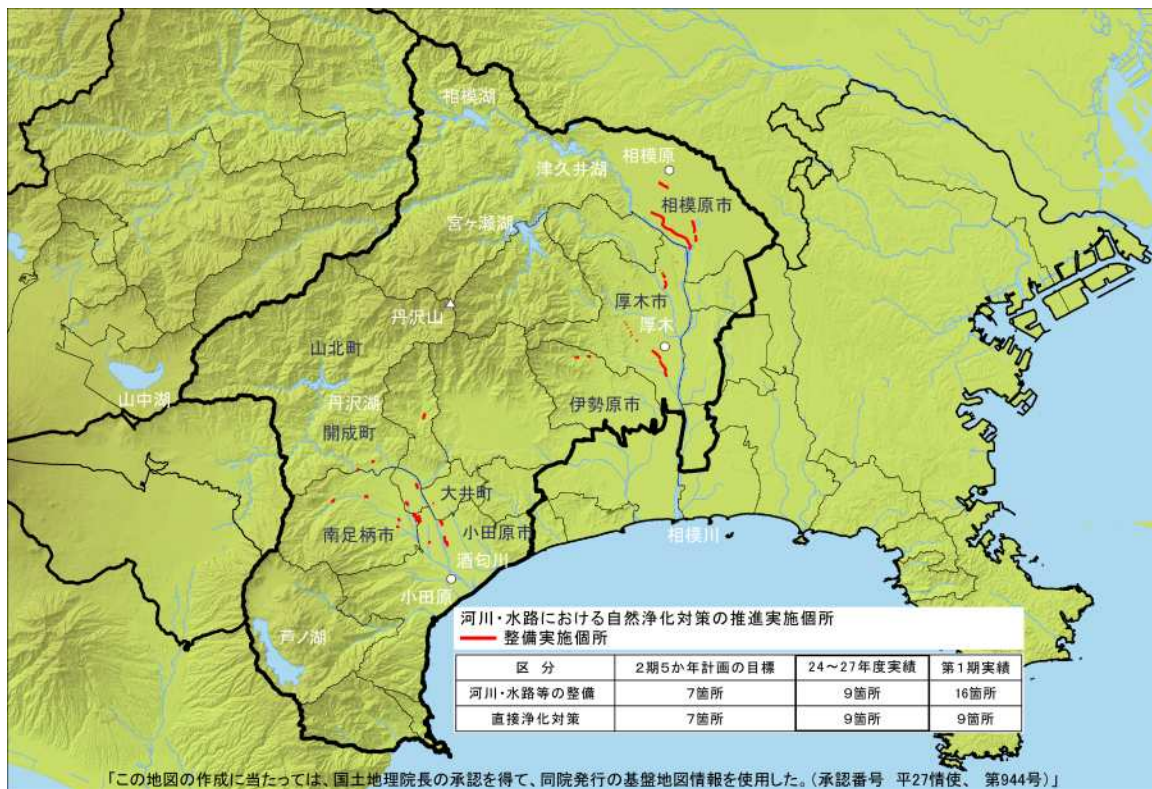 相模湖
津久井湖
相模原
相模原市
宮ヶ瀬湖
厚木市
厚木
丹沢山
山北町
山中湖
丹沢湖
伊勢原市
開成町
大井町
南足柄市
小田原市
相模川
酒匂川
小田原
芦ノ湖
河川・水路における自然浄化対策の推進実施個所
整備実施個所
区 分 2期5か年計画の目標 24～27年度実績 第1期実績
河川・水路等の整備 7箇所 9箇所 16箇所
直接浄化対策 7箇所 9箇所 9箇所
「この地図の作成に当たっては、国土地理院長の承認を得て、同院発行の基盤地図情報を使用した。(承認番号 平27情使、 第944号)」